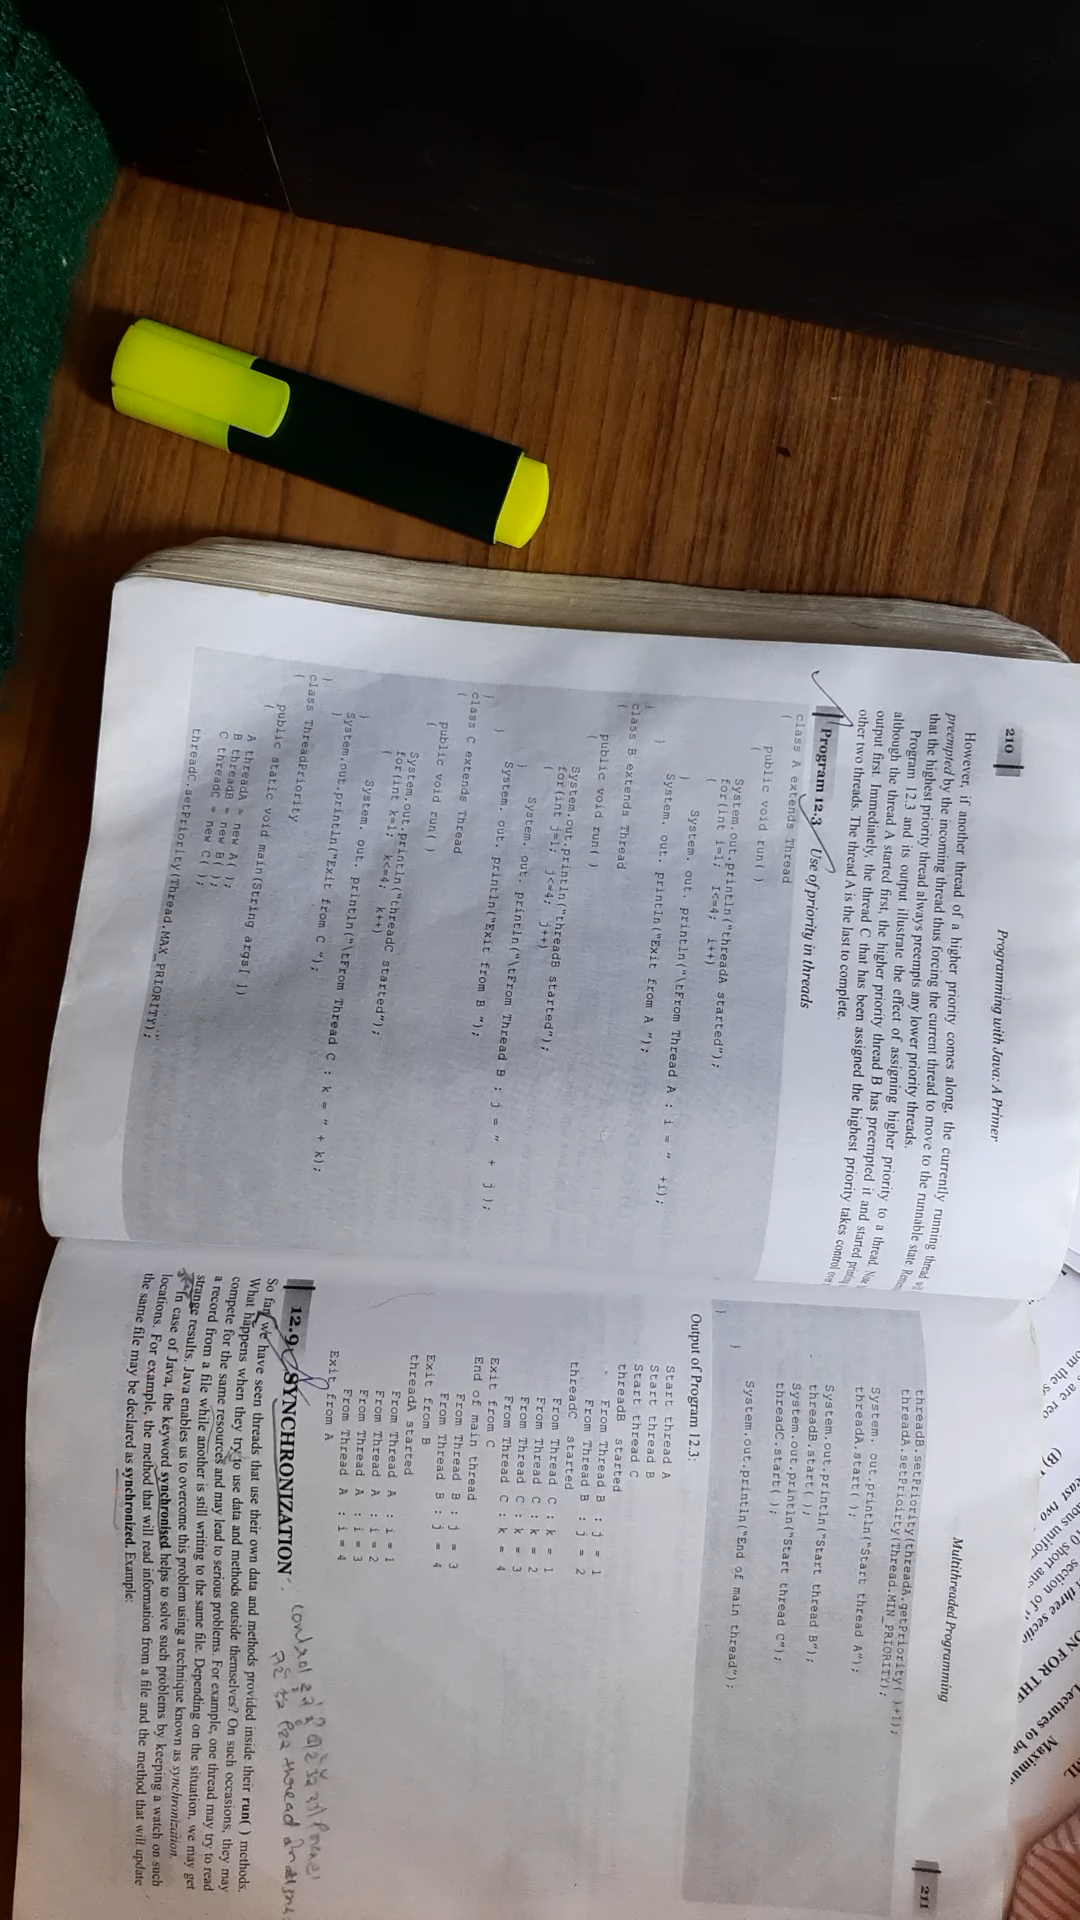 210
Programming with Java: A Primer
However, if another thread of a higher priority comes along, the currently running thread
preempted by the incoming thread thus forcing the current thread to move to the runnable state.
that the highest priority thread always preempts any lower priority threads.
Program 12.3 and its output illustrate the effect of assigning higher priority to a thread.
although the thread A started first, the higher priority thread B has preempted it and started
output first. Immediately, the thread C that has been assigned the highest priority takes control
other two threads. The thread A is the last to complete.
Program 12.3 Use of priority in threads
class A extends Thread
{
public void run( )
{
System.out.println("threadA started");
for(int i=1; I<=4; i++)
{
System. out. println("\tFrom Thread A : i = " +i);
}
System. out. println("Exit from A ");
}
}
class B extends Thread
{
public void run( )
{
System.out.println("threadB started");
for(int j=1; j<=4; j++)
{
System. out. println("\tFrom Thread B : j = " + j );
}
System. out. println("Exit from B ");
}
}
class C extends Thread
{
public void run( )
{
System.out.println("threadC started");
for(int k=1; k<=4; k++)
{
System. out. println("\tFrom Thread C : k = " + k);
}
System.out.println("Exit from C ");
}
}
class ThreadPriority
{
public static void main(String args[ ])
{
A threadA = new A( );
B threadB = new B( );
C threadC = new C( );
threadC.setPriority(Thread.MAX_PRIORITY);
Multithreaded Programming
211
threadB.setPriority(threadA.getPriority( )+1);
threadA.setPrioirty(Thread.MIN_PRIORITY);
System. out.println("Start thread A");
threadA.start( );
System.out.println("Start thread B");
threadB.start( );
System.out.println("Start thread C");
threadC.start( );
System.out.println("End of main thread");
}
}
Output of Program 12.3:
Start thread A
Start thread B
Start thread C
threadB started
From Thread B : j = 1
From Thread B : j = 2
threadC started
From Thread C : k = 1
From Thread C : k = 2
From Thread C : k = 3
From Thread C : k = 4
Exit from C
End of main thread
From Thread B : j = 3
From Thread B : j = 4
Exit from B
threadA started
From Thread A : i = 1
From Thread A : i = 2
From Thread A : i = 3
From Thread A : i = 4
Exit from A
12.9 SYNCHRONIZATION
control
thread
So far, we have seen threads that use their own data and methods provided inside their run( ) methods.
What happens when they try to use data and methods outside themselves? On such occasions, they may
compete for the same resources and may lead to serious problems. For example, one thread may try to read
a record from a file while another is still writing to the same file. Depending on the situation, we may get
strange results. Java enables us to overcome this problem using a technique known as synchronization.
In case of Java, the keyword synchronised helps to solve such problems by keeping a watch on such
locations. For example, the method that will read information from a file and the method that will update
the same file may be declared as synchronized. Example: